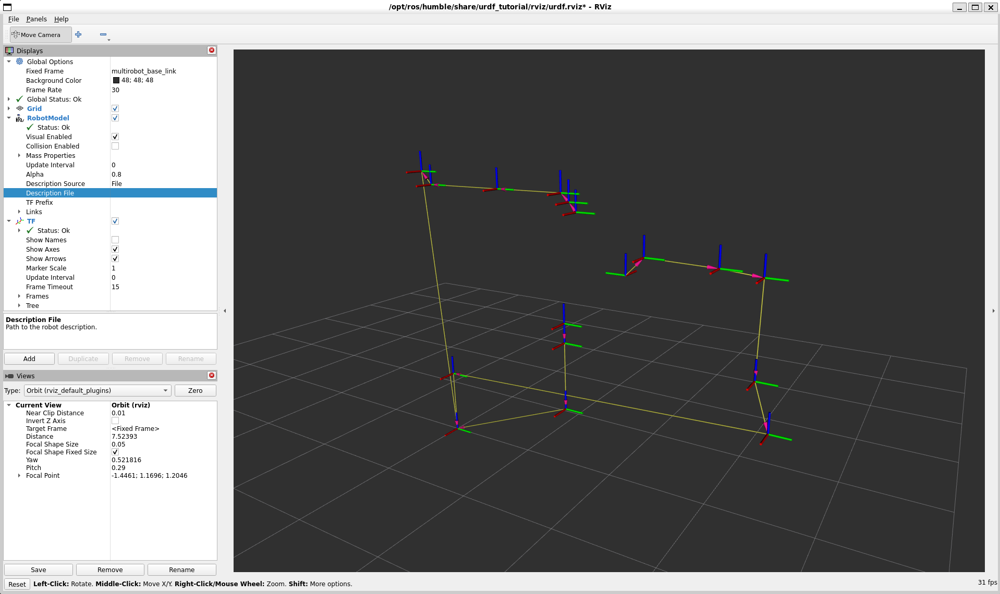 /opt/ros/humble/share/urdf_tutorial/rviz/urdf.rviz* - RViz
File Panels Help
Move Camera
Displays
Global Options
Fixed Frame multirobot_base_link
Background Color 48; 48; 48
Frame Rate 30
Global Status: Ok
Grid
RobotModel
Status: Ok
Visual Enabled
Collision Enabled
Mass Properties
Update Interval 0
Alpha 0.8
Description Source File
Description File
TF Prefix
Links
TF
Status: Ok
Show Names
Show Axes
Show Arrows
Marker Scale 1
Update Interval 0
Frame Timeout 15
Frames
Tree
Description File
Path to the robot description.
Add Duplicate Remove Rename
Views
Type: Orbit (rviz_default_plugins) Zero
Current View Orbit (rviz)
Near Clip Distance 0.01
Invert Z Axis
Target Frame <Fixed Frame>
Distance 7.52393
Focal Shape Size 0.05
Focal Shape Fixed Size
Yaw 0.521816
Pitch 0.29
Focal Point -1.4461; 1.1696; 1.2046
Save Remove Rename
Reset Left-Click: Rotate. Middle-Click: Move X/Y. Right-Click/Mouse Wheel: Zoom. Shift: More options. 31 fps